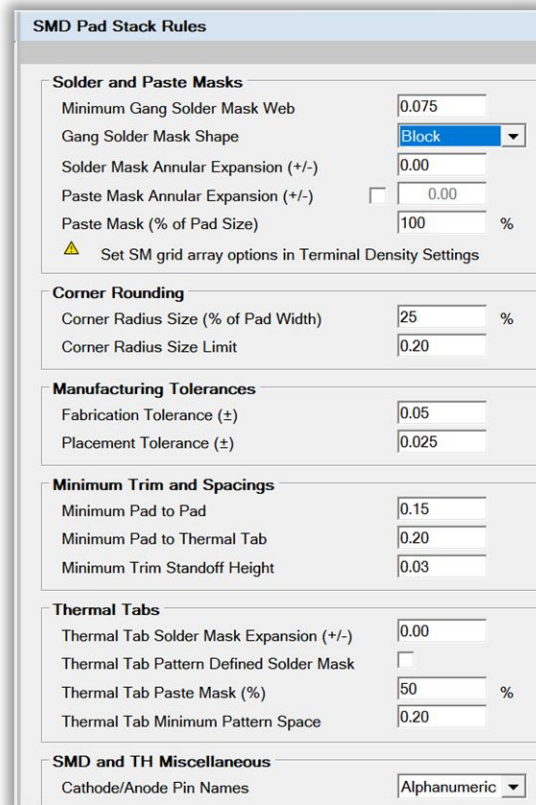 SMD Pad Stack Rules
Solder and Paste Masks
Minimum Gang Solder Mask Web 0.075
Gang Solder Mask Shape Block
Solder Mask Annular Expansion (+/-) 0.00
Paste Mask Annular Expansion (+/-) 0.00
Paste Mask (% of Pad Size) 100 %
Set SM grid array options in Terminal Density Settings
Corner Rounding
Corner Radius Size (% of Pad Width) 25 %
Corner Radius Size Limit 0.20
Manufacturing Tolerances
Fabrication Tolerance (±) 0.05
Placement Tolerance (±) 0.025
Minimum Trim and Spacings
Minimum Pad to Pad 0.15
Minimum Pad to Thermal Tab 0.20
Minimum Trim Standoff Height 0.03
Thermal Tabs
Thermal Tab Solder Mask Expansion (+/-) 0.00
Thermal Tab Pattern Defined Solder Mask
Thermal Tab Paste Mask (%) 50 %
Thermal Tab Minimum Pattern Space 0.20
SMD and TH Miscellaneous
Cathode/Anode Pin Names Alphanumeric